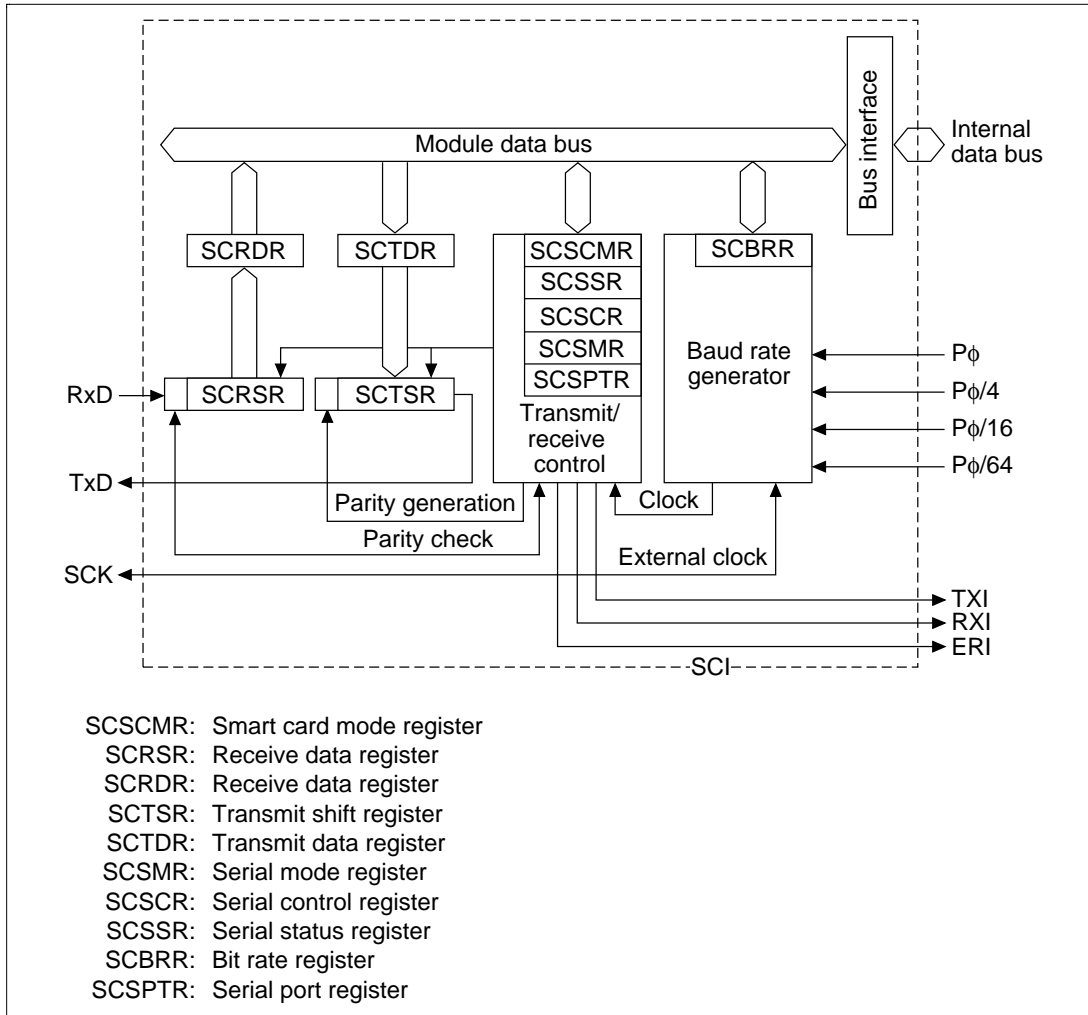 Bus interface
Internal
data bus
Module data bus
SCRDR
SCTDR
SCSCMR
SCSSR
SCSCR
SCSMR
SCSPTR
Transmit/
receive
control
SCBRR
Baud rate
generator
Pϕ
Pϕ/4
Pϕ/16
Pϕ/64
RxD
SCRSR
SCTSR
TxD
Parity generation
Clock
Parity check
External clock
SCK
TXI
RXI
ERI
SCI
SCSCMR: Smart card mode register
SCRSR: Receive data register
SCRDR: Receive data register
SCTSR: Transmit shift register
SCTDR: Transmit data register
SCSMR: Serial mode register
SCSCR: Serial control register
SCSSR: Serial status register
SCBRR: Bit rate register
SCSPTR: Serial port register